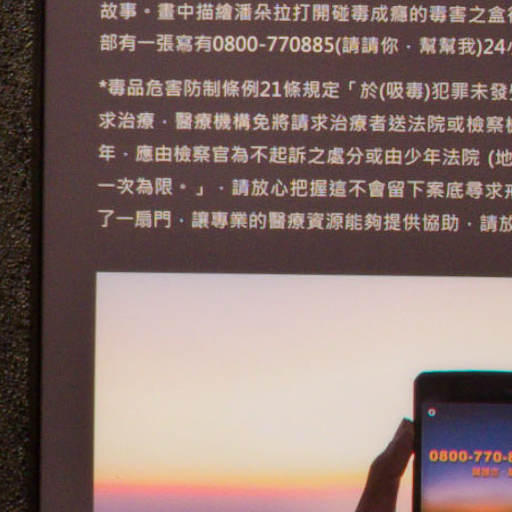 故事。畫中描繪潘朵拉打開碰毒成癮的毒害之盒
部有一張寫有0800-770885(請請你‧幫幫我)24
*毒品危害防制條例21條規定「於(吸毒)犯罪未發
求治療‧醫療機構免將請求治療者送法院或檢察
年‧應由檢察官為不起訴之處分或由少年法院 (地
一次為限。」‧請放心把握這不會留下案底尋求
了一扇門‧讓專業的醫療資源能夠提供協助‧請放
0800-770-8